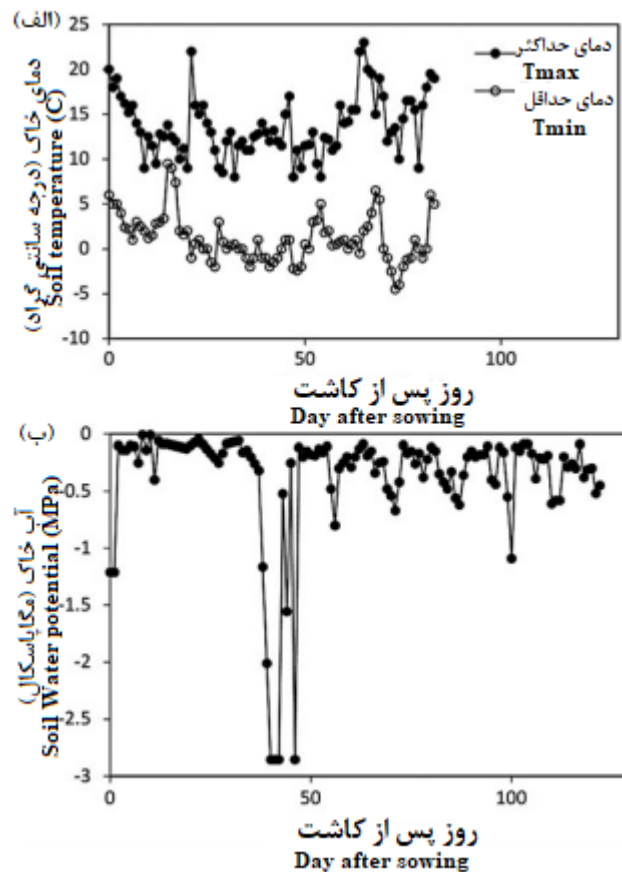 (الف)
دمای خاک (درجه سانتی گراد)
Soil temperature (C)
25
20
15
10
5
0
-5
-10
دمای حداکثر
Tmax
دمای حداقل
Tmin
0
50
100
روز پس از کاشت
Day after sowing
(ب)
آب خاک (مگاپاسکال)
Soil Water potential (MPa)
0
-0.5
-1
-1.5
-2
-2.5
-3
0
50
100
روز پس از کاشت
Day after sowing